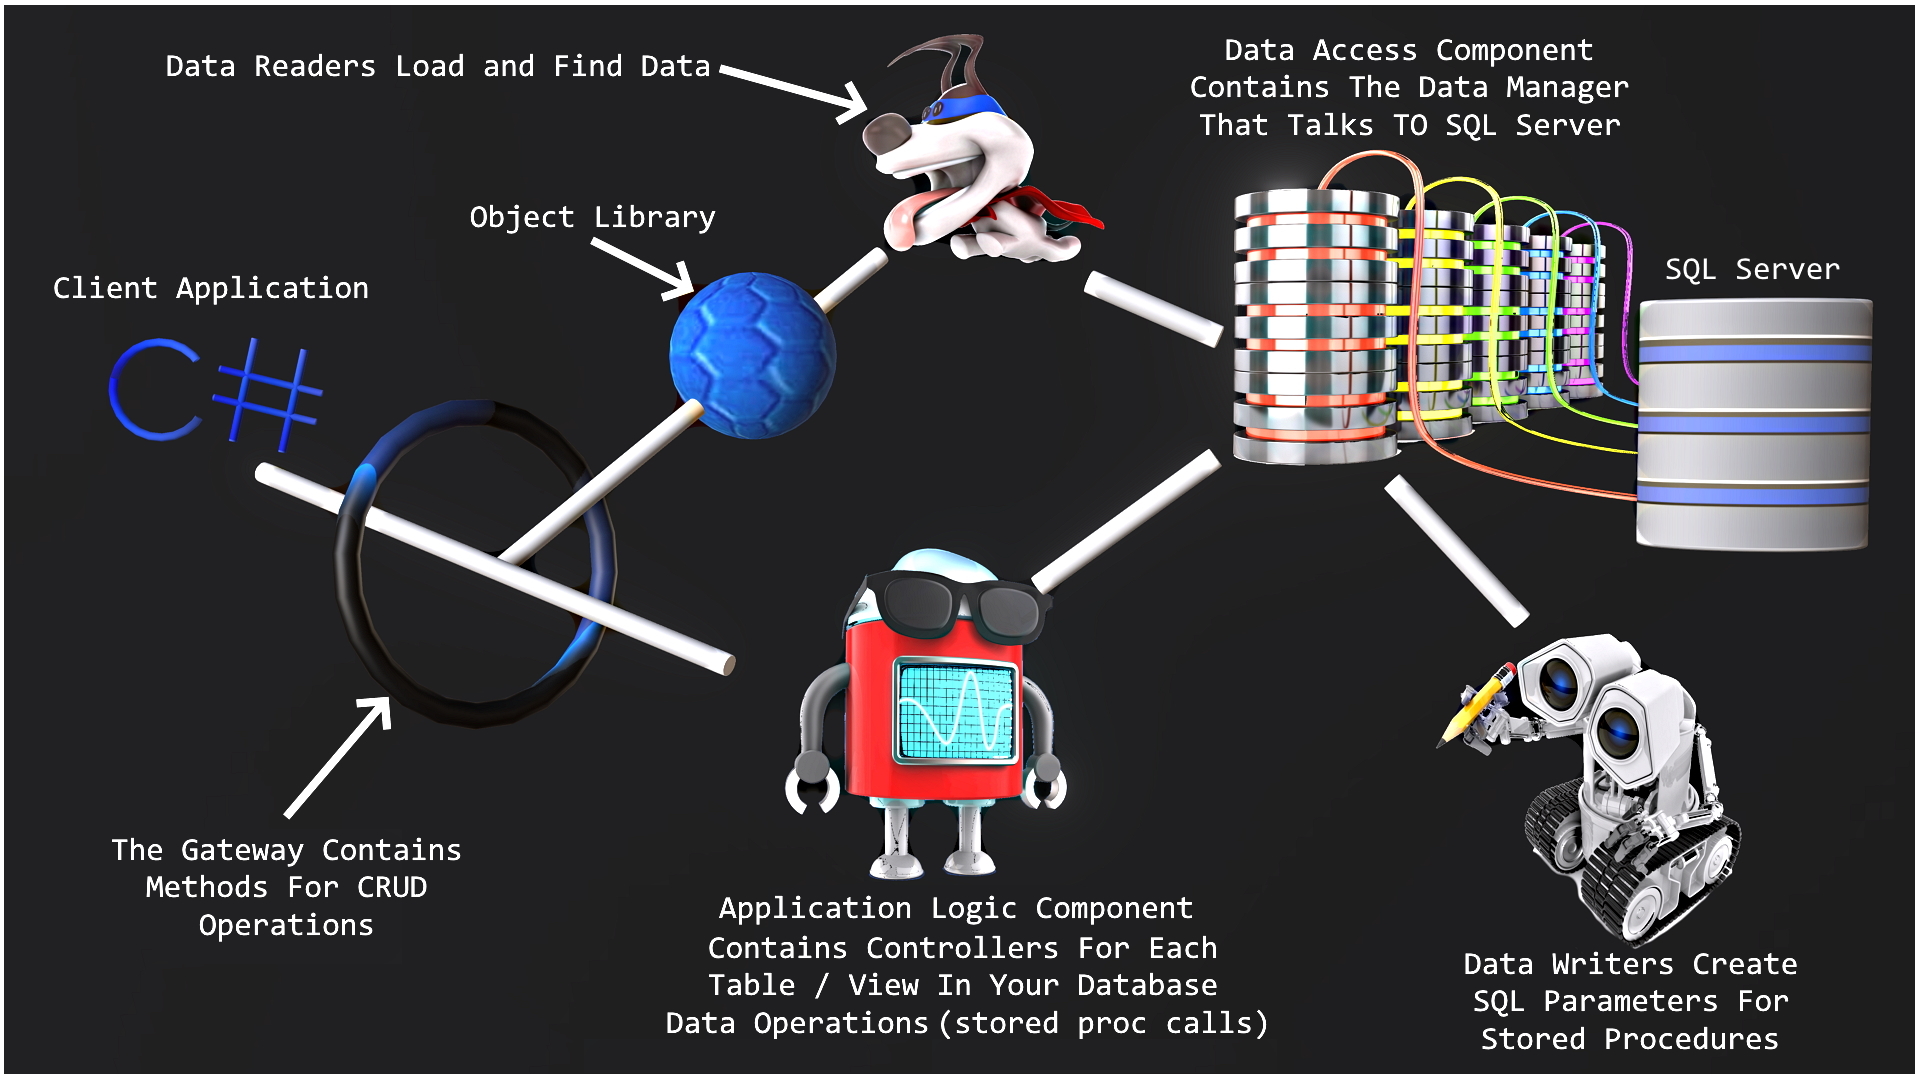 Data Readers Load and Find Data
Data Access Component
Contains The Data Manager
That Talks TO SQL Server
Object Library
SQL Server
Client Application
C#
The Gateway Contains
Methods For CRUD
Operations
Application Logic Component
Contains Controllers For Each
Table / View In Your Database
Data Operations (stored proc calls)
Data Writers Create
SQL Parameters For
Stored Procedures